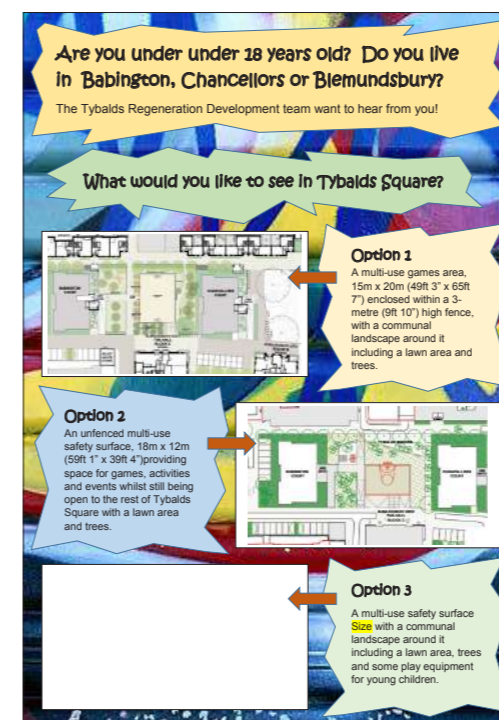 Are you under under 18 years old? Do you live
in Babington, Chancellors or Blemundsbury?
The Tybalds Regeneration Development team want to hear from you!
What would you like to see in Tybalds Square?
Option 1
A multi-use games area,
15m x 20m (49ft 3" x 65ft
7") enclosed within a 3-
metre (9ft 10") high fence,
with a communal
landscape around it
including a lawn area and
trees.
Option 2
An unfenced multi-use
safety surface, 18m x 12m
(59ft 1" x 39ft 4")providing
space for games, activities
and events whilst still being
open to the rest of Tybalds
Square with a lawn area
and trees.
Option 3
A multi-use safety surface
Size with a communal
landscape around it
including a lawn area, trees
and some play equipment
for young children.